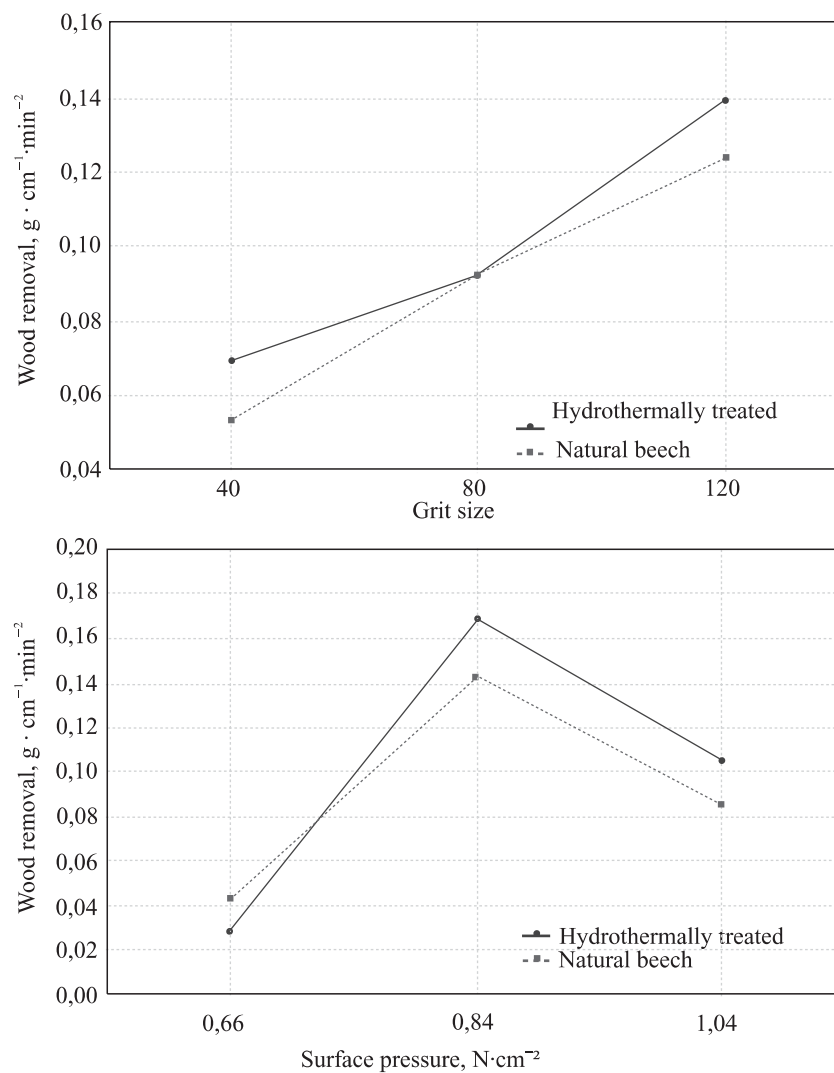 0,16
0,14
0,12
0,10
0,08
0,06
0,04
Wood removal, g · cm⁻¹·min⁻²
Hydrothermally treated
Natural beech
40 80 120
Grit size
0,20
0,18
0,16
0,14
0,12
0,10
0,08
0,06
0,04
0,02
0,00
Wood removal, g · cm⁻¹·min⁻²
Hydrothermally treated
Natural beech
0,66 0,84 1,04
Surface pressure, N·cm⁻²